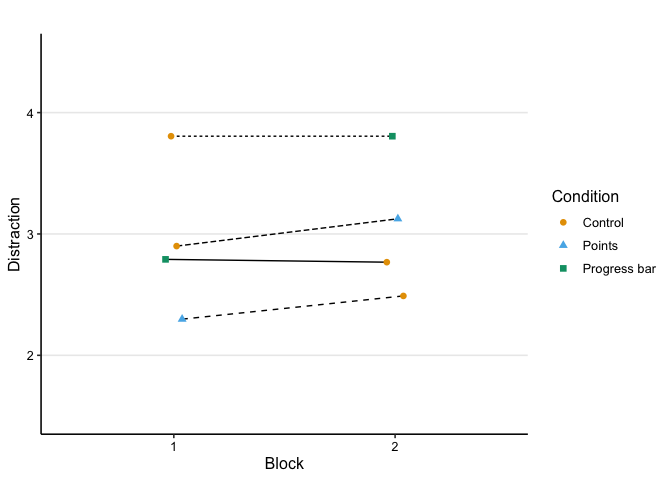 4
3
2
Distraction
1 2
Block
Condition
Control
Points
Progress bar